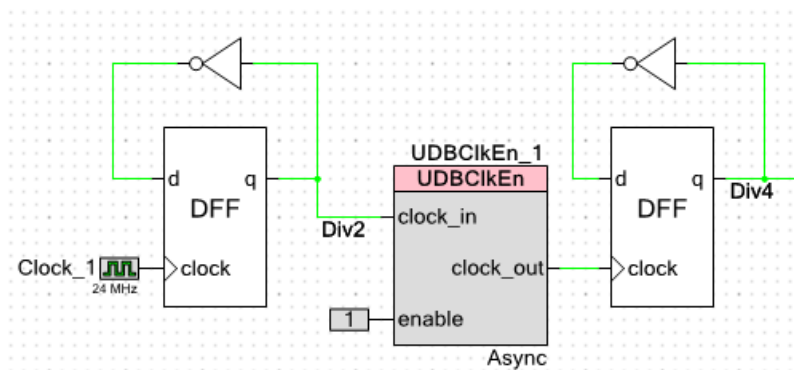 UDBClkEn_1
UDBClkEn
d
q
DFF
clock
Clock_1
24 MHz
Div2
clock_in
clock_out
1
enable
Async
d
q
DFF
clock
Div4